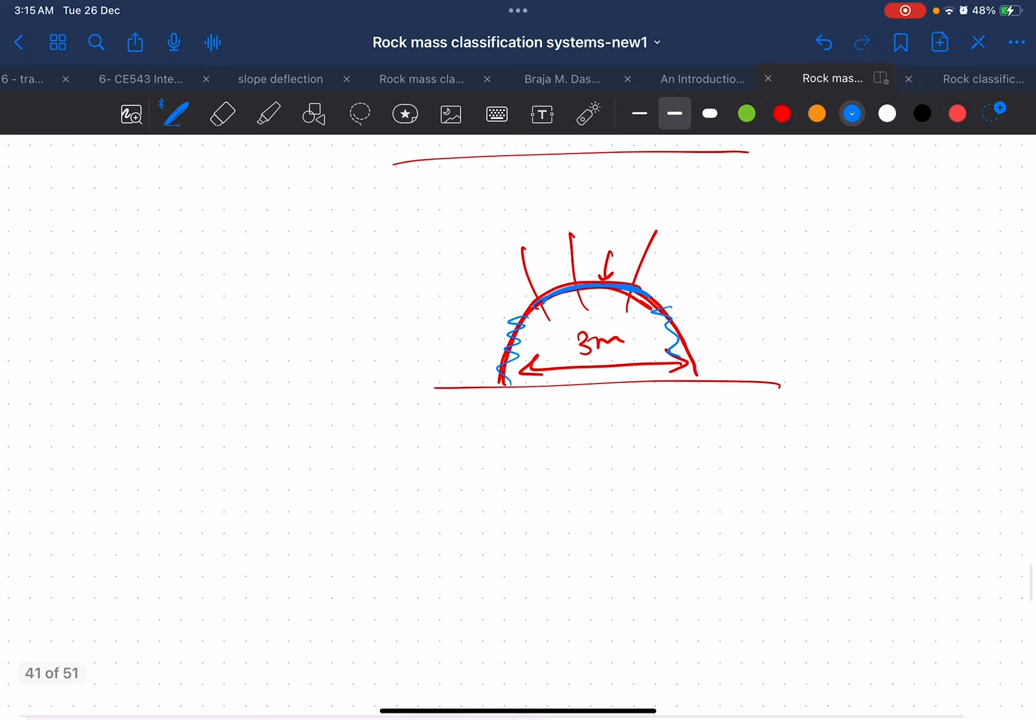 3:15 AM Tue 26 Dec
48%
Rock mass classification systems-new1
6 - tra...
6- CE543 Inte...
slope deflection
Rock mass cla...
Braja M. Das...
An Introductio...
Rock mas...
Rock classific...
3m
41 of 51